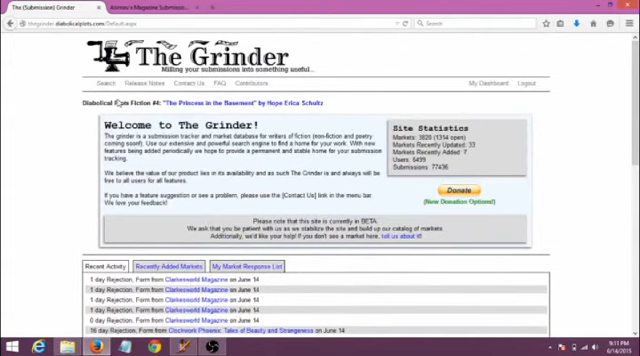 The (Submission) Grinder
Asimov's Magazine Submissio...
thegrinder.diabolicalplots.com/Default.aspx
Search
The Grinder
Milling your submissions into something useful...
Search Release Notes Contact Us FAQ Contributors My Dashboard Logout
Diabolical Plots Fiction #4: "The Princess in the Basement" by Hope Erica Schultz
Welcome to The Grinder!
The grinder is a submission tracker and market database for writers of fiction (non-fiction and poetry
coming soon!). Use our extensive and powerful search engine to find a home for your work. With new
features being added periodically we hope to provide a permanent and stable home for your submission
tracking.
We believe the value of our product lies in its availability and as such The Grinder is and always will be
free to all users for all features.
If you have a feature suggestion or see a problem, please use the [Contact Us] link in the menu bar.
We love your feedback!
Site Statistics
Markets: 3820 (1314 open)
Markets Recently Updated: 33
Markets Recently Added: 7
Users: 5499
Submissions: 77436
Donate
(New Donation Options!)
Please note that this site is currently in BETA.
We ask that you be patient with us as we stabilize the site and build up our catalog of markets.
Additionally, we'd like your help! If you don't see a market here, tell us about it!
Recent Activity Recently Added Markets My Market Response List
1 day Rejection, Form from Clarkesworld Magazine on June 14
1 day Rejection, Form from Clarkesworld Magazine on June 14
1 day Rejection, Form from Clarkesworld Magazine on June 14
1 day Rejection, Form from Clarkesworld Magazine on June 14
0 day Rejection, Form from Clarkesworld Magazine on June 14
16 day Rejection, Form from Clockwork Phoenix: Tales of Beauty and Strangeness on June 14
9:11 PM
6/14/2015